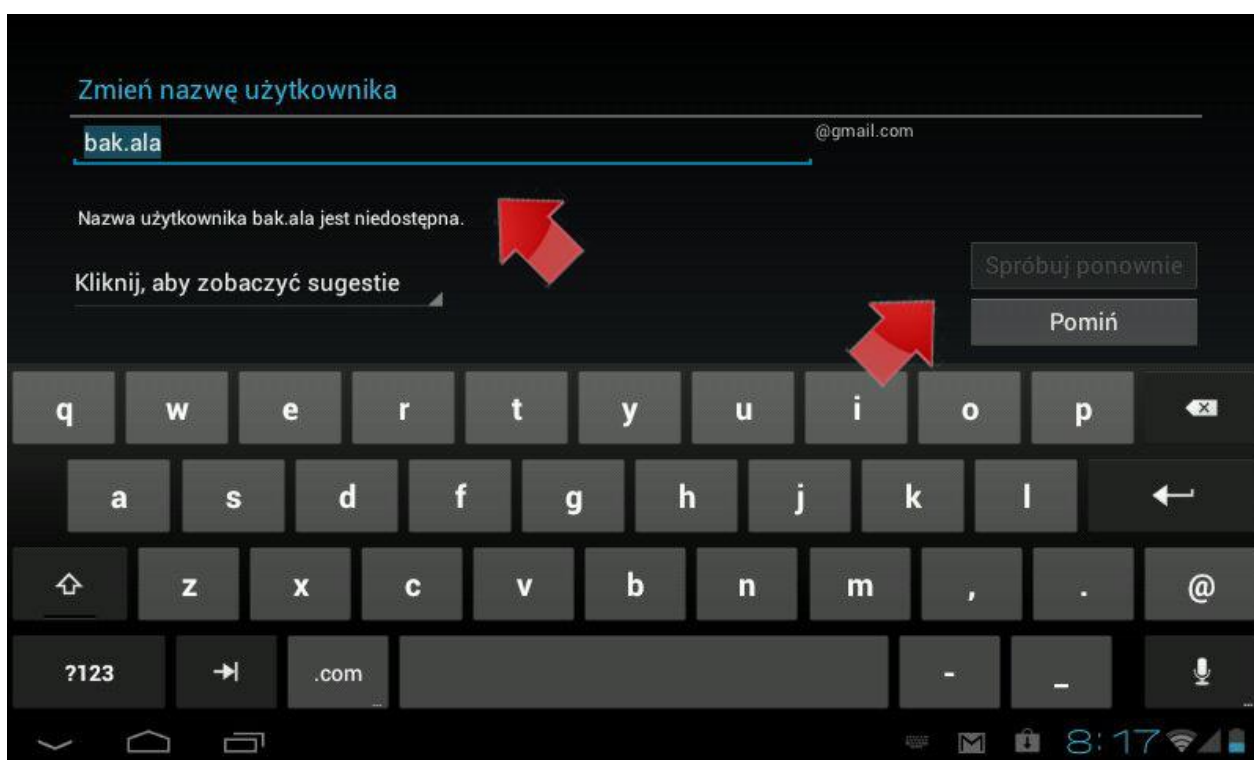 Zmień nazwę użytkownika
bak.ala
@gmail.com
Nazwa użytkownika bak.ala jest niedostępna.
Kliknij, aby zobaczyć sugestie
Spróbuj ponownie
Pomiń
q w e r t y u i o p
a s d f g h j k l
z x c v b n m , . @
?123 .com - _
8:17